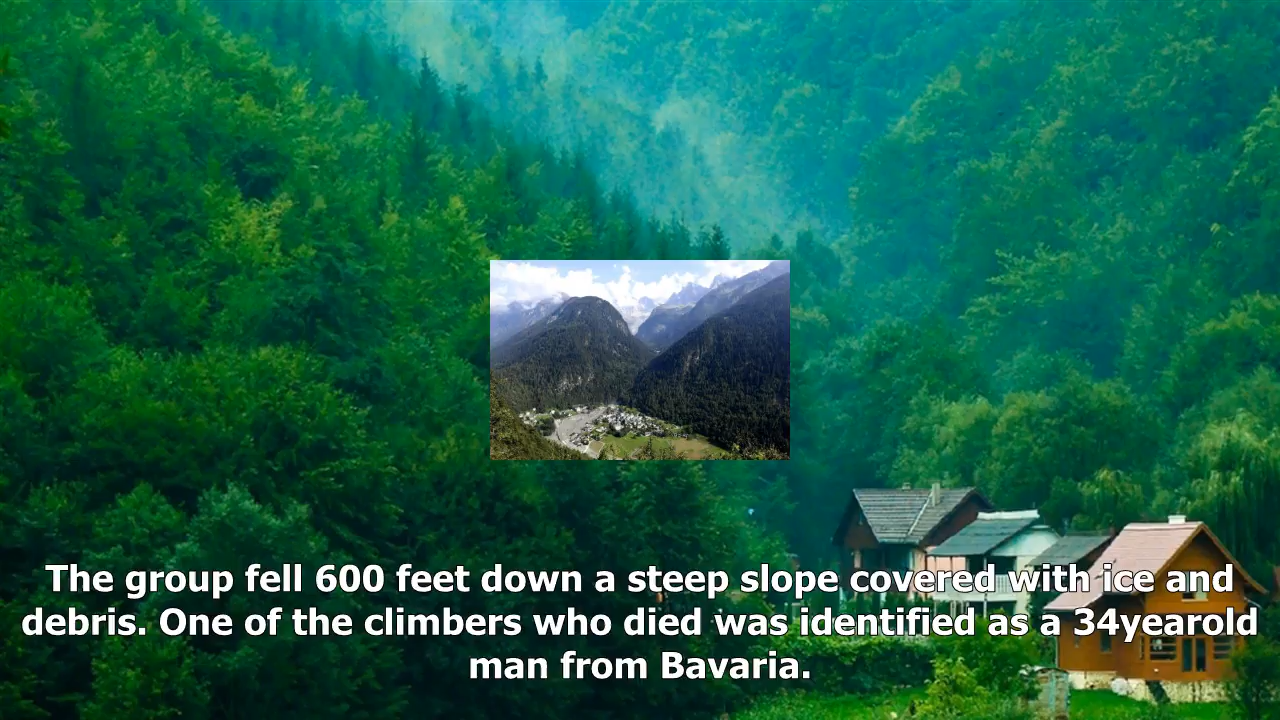 The group fell 600 feet down a steep slope covered with ice and
debris. One of the climbers who died was identified as a 34yearold
man from Bavaria.